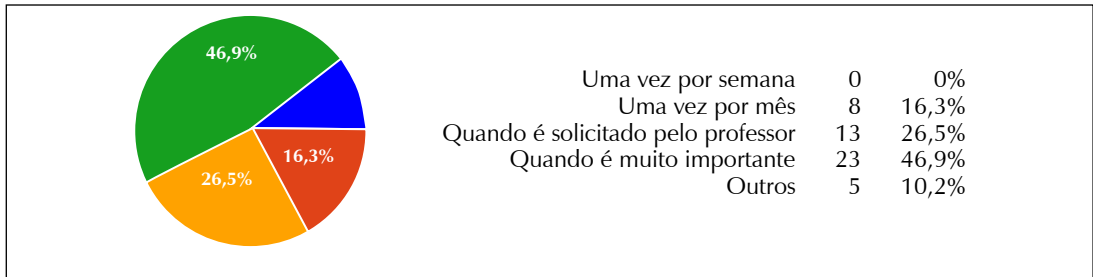 46,9%
16,3%
26,5%
Uma vez por semana 0 0%
Uma vez por mês 8 16,3%
Quando é solicitado pelo professor 13 26,5%
Quando é muito importante 23 46,9%
Outros 5 10,2%